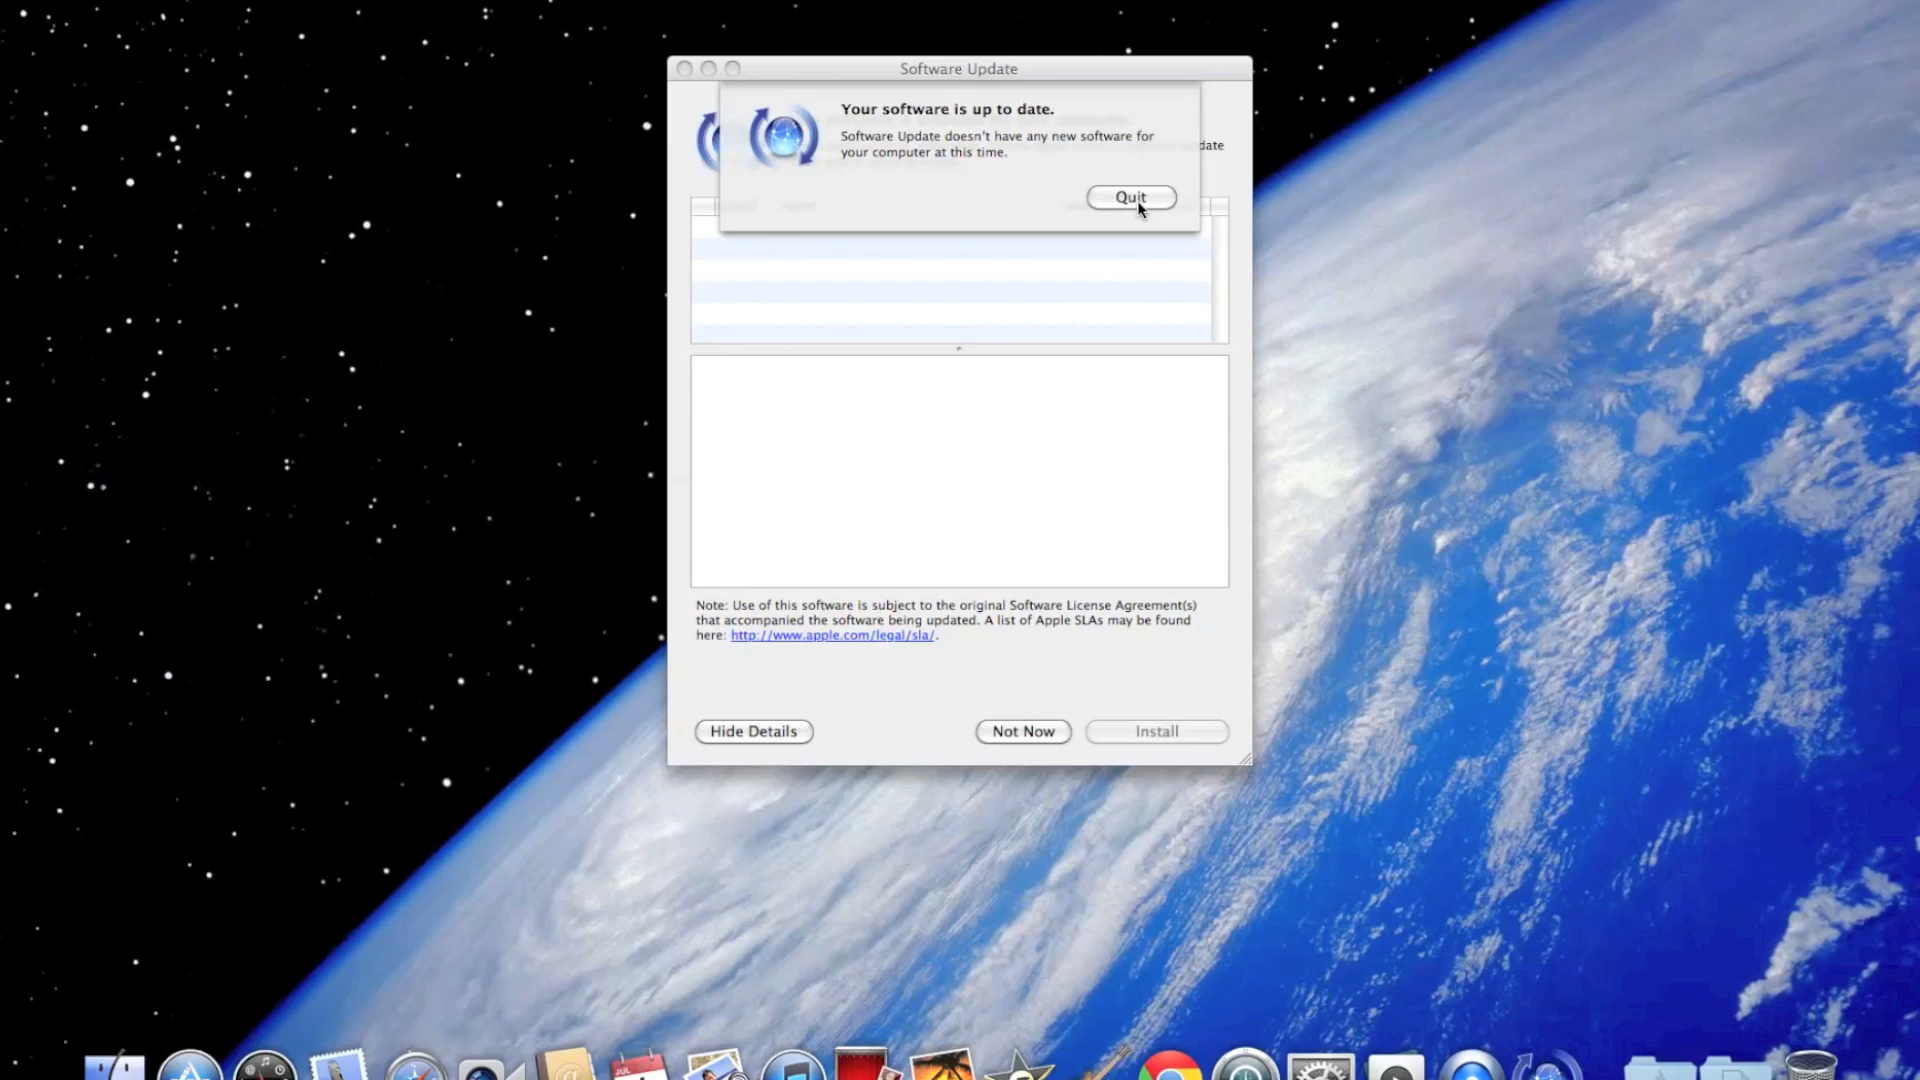 Software Update
Your software is up to date.
Software Update doesn't have any new software for
your computer at this time.
date
Quit
Note: Use of this software is subject to the original Software License Agreement(s)
that accompanied the software being updated. A list of Apple SLAs may be found
here: http://www.apple.com/legal/sla/.
Hide Details
Not Now
Install
JUL